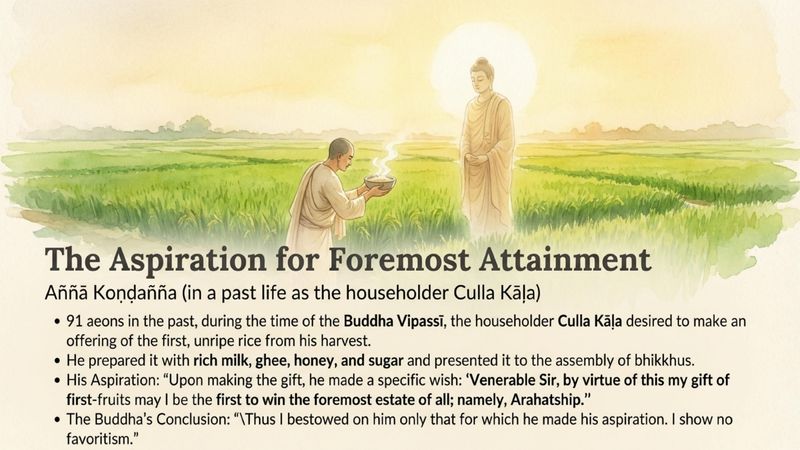 The Aspiration for Foremost Attainment
Aññā Koṇḍañña (in a past life as the householder Culla Kāḷa)
• 91 aeons in the past, during the time of the Buddha Vipassī, the householder Culla Kāḷa desired to make an
offering of the first, unripe rice from his harvest.
• He prepared it with rich milk, ghee, honey, and sugar and presented it to the assembly of bhikkhus.
• His Aspiration: “Upon making the gift, he made a specific wish: ‘Venerable Sir, by virtue of this my gift of
first-fruits may I be the first to win the foremost estate of all; namely, Arahatship.”
• The Buddha’s Conclusion: “\Thus I bestowed on him only that for which he made his aspiration. I show no
favoritism.”